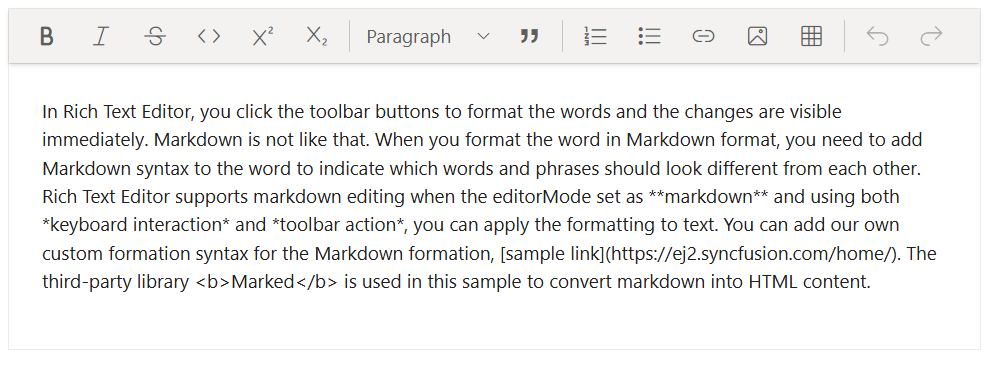 B I S <> X² X₂ Paragraph
In Rich Text Editor, you click the toolbar buttons to format the words and the changes are visible
immediately. Markdown is not like that. When you format the word in Markdown format, you need to add
Markdown syntax to the word to indicate which words and phrases should look different from each other.
Rich Text Editor supports markdown editing when the editorMode set as **markdown** and using both
*keyboard interaction* and *toolbar action*, you can apply the formatting to text. You can add our own
custom formation syntax for the Markdown formation, [sample link](https://ej2.syncfusion.com/home/). The
third-party library <b>Marked</b> is used in this sample to convert markdown into HTML content.